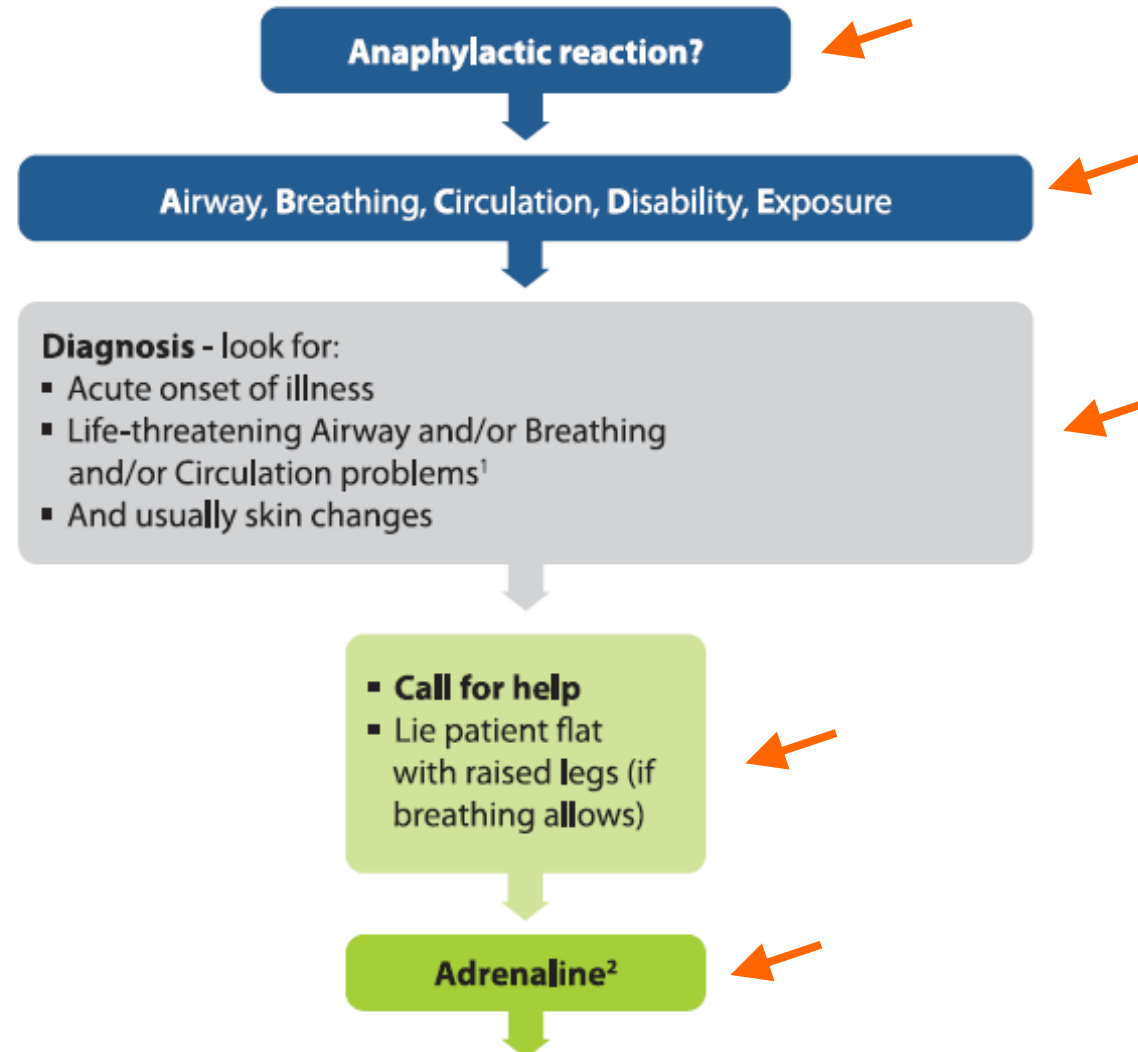 Anaphylactic reaction?
Airway, Breathing, Circulation, Disability, Exposure
Diagnosis - look for:
▪ Acute onset of illness
▪ Life-threatening Airway and/or Breathing
and/or Circulation problems¹
▪ And usually skin changes
▪ Call for help
▪ Lie patient flat
with raised legs (if
breathing allows)
Adrenaline²